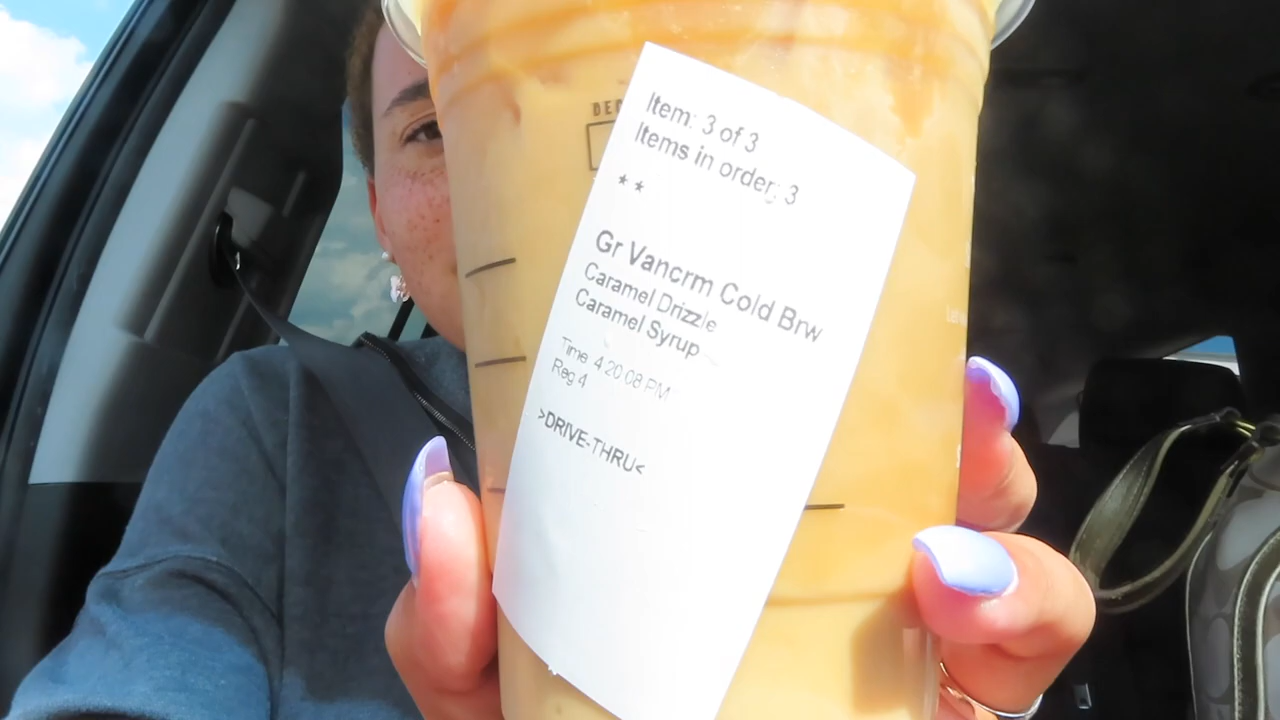 Item: 3 of 3
Items in order: 3
**
Gr Vancrm Cold Brw
Caramel Drizzle
Caramel Syrup
Time 4:20:08 PM
Reg 4
>DRIVE-THRU<